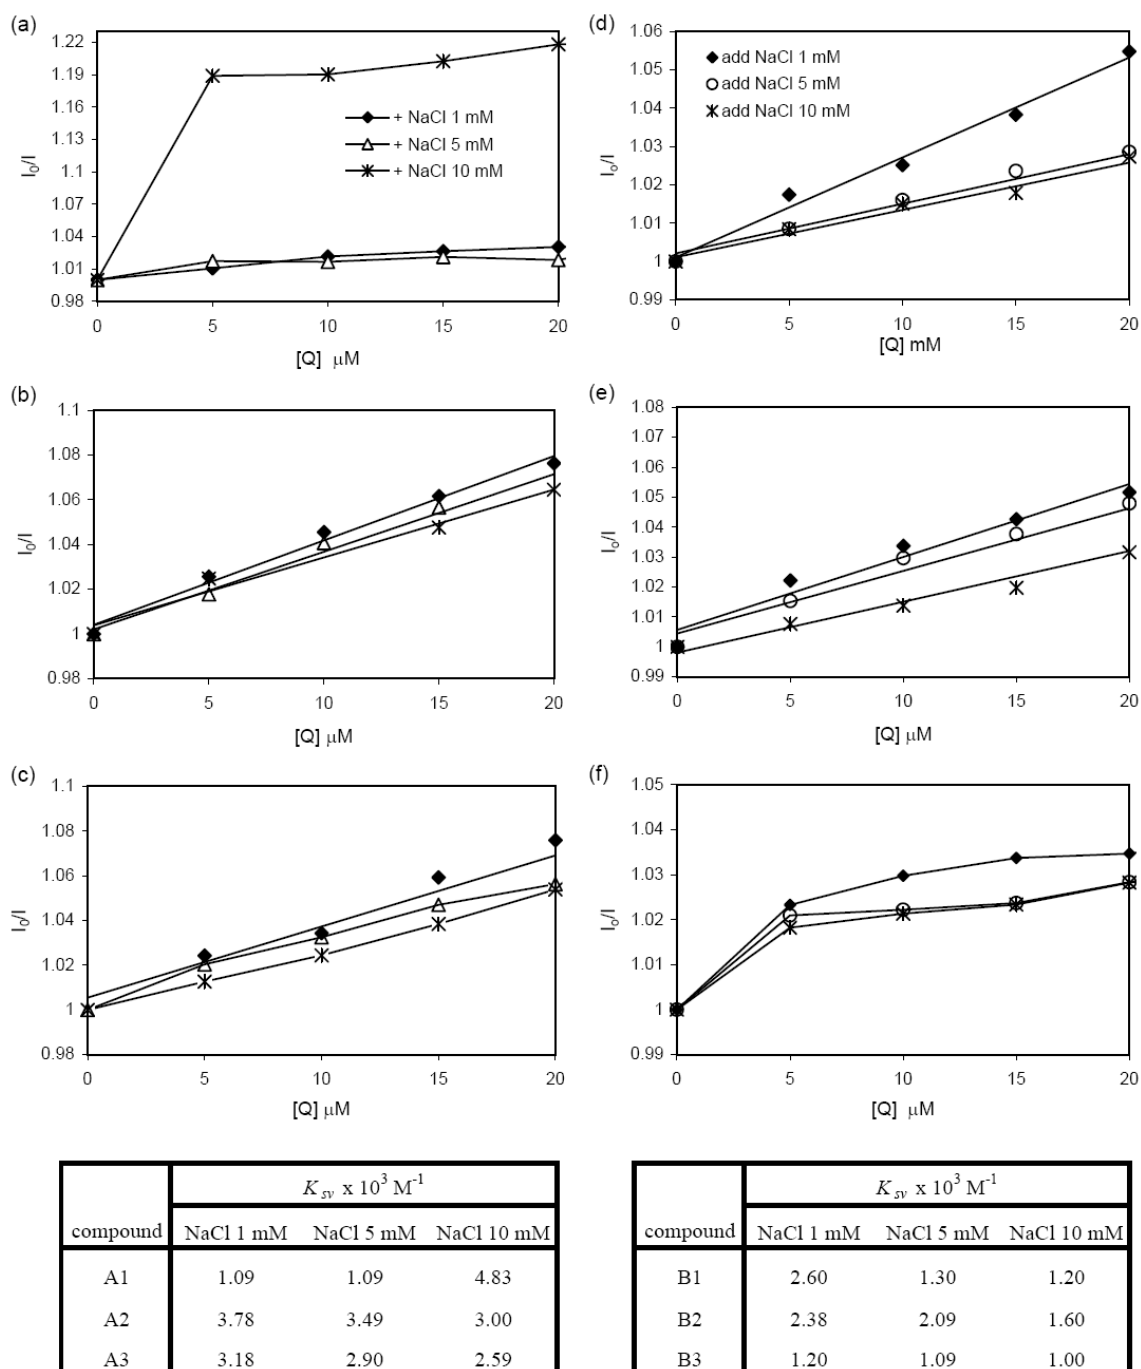 (a)
1.22
1.19
1.16
1.13
1.1
1.07
1.04
1.01
0.98
I0/I
+ NaCl 1 mM
+ NaCl 5 mM
+ NaCl 10 mM
0 5 10 15 20
[Q] μM
(d)
1.06
1.05
1.04
1.03
1.02
1.01
1
0.99
Io/I
add NaCl 1 mM
add NaCl 5 mM
add NaCl 10 mM
0 5 10 15 20
[Q] mM
(b)
1.1
1.08
1.06
1.04
1.02
1
0.98
I0/I
0 5 10 15 20
[Q] μM
(e)
1.08
1.07
1.06
1.05
1.04
1.03
1.02
1.01
1
0.99
Io/I
0 5 10 15 20
[Q] μM
(c)
1.1
1.08
1.06
1.04
1.02
1
0.98
I0/I
0 5 10 15 20
[Q] μM
(f)
1.05
1.04
1.03
1.02
1.01
1
0.99
Io/I
0 5 10 15 20
[Q] μM
Ksv x 10^3 M^-1
compound NaCl 1 mM NaCl 5 mM NaCl 10 mM
A1 1.09 1.09 4.83
A2 3.78 3.49 3.00
A3 3.18 2.90 2.59
Ksv x 10^3 M^-1
compound NaCl 1 mM NaCl 5 mM NaCl 10 mM
B1 2.60 1.30 1.20
B2 2.38 2.09 1.60
B3 1.20 1.09 1.00